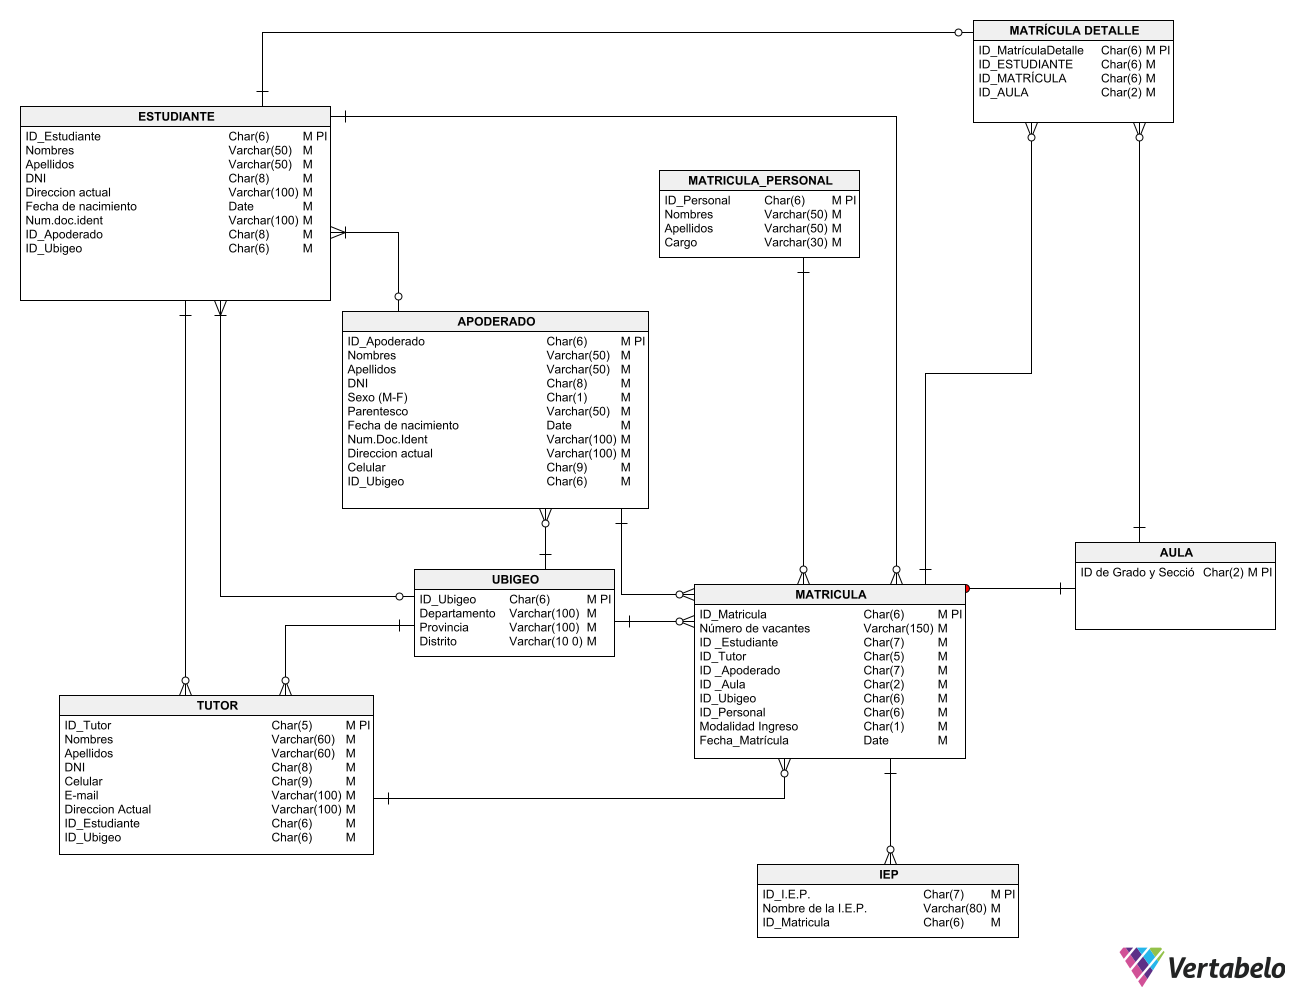 MATRÍCULA DETALLE
ID_MatrículaDetalle Char(6) M PI
ID_ESTUDIANTE Char(6) M
ID_MATRÍCULA Char(6) M
ID_AULA Char(2) M
ESTUDIANTE
ID_Estudiante Char(6) M PI
Nombres Varchar(50) M
Apellidos Varchar(50) M
DNI Char(8) M
Direccion actual Varchar(100) M
Fecha de nacimiento Date M
Num.doc.ident Varchar(100) M
ID_Apoderado Char(8) M
ID_Ubigeo Char(6) M
MATRICULA_PERSONAL
ID_Personal Char(6) M PI
Nombres Varchar(50) M
Apellidos Varchar(50) M
Cargo Varchar(30) M
APODERADO
ID_Apoderado Char(6) M PI
Nombres Varchar(50) M
Apellidos Varchar(50) M
DNI Char(8) M
Sexo (M-F) Char(1) M
Parentesco Varchar(50) M
Fecha de nacimiento Date M
Num.Doc.Ident Varchar(100) M
Direccion actual Varchar(100) M
Celular Char(9) M
ID_Ubigeo Char(6) M
AULA
ID de Grado y Secció Char(2) M PI
UBIGEO
ID_Ubigeo Char(6) M PI
Departamento Varchar(100) M
Provincia Varchar(100) M
Distrito Varchar(10 0) M
MATRICULA
ID_Matricula Char(6) M PI
Número de vacantes Varchar(150) M
ID _Estudiante Char(7) M
ID_Tutor Char(5) M
ID _Apoderado Char(7) M
ID _Aula Char(2) M
ID_Ubigeo Char(6) M
ID_Personal Char(6) M
Modalidad Ingreso Char(1) M
Fecha_Matrícula Date M
TUTOR
ID_Tutor Char(5) M PI
Nombres Varchar(60) M
Apellidos Varchar(60) M
DNI Char(8) M
Celular Char(9) M
E-mail Varchar(100) M
Direccion Actual Varchar(100) M
ID_Estudiante Char(6) M
ID_Ubigeo Char(6) M
IEP
ID_I.E.P. Char(7) M PI
Nombre de la I.E.P. Varchar(80) M
ID_Matricula Char(6) M
Vertabelo